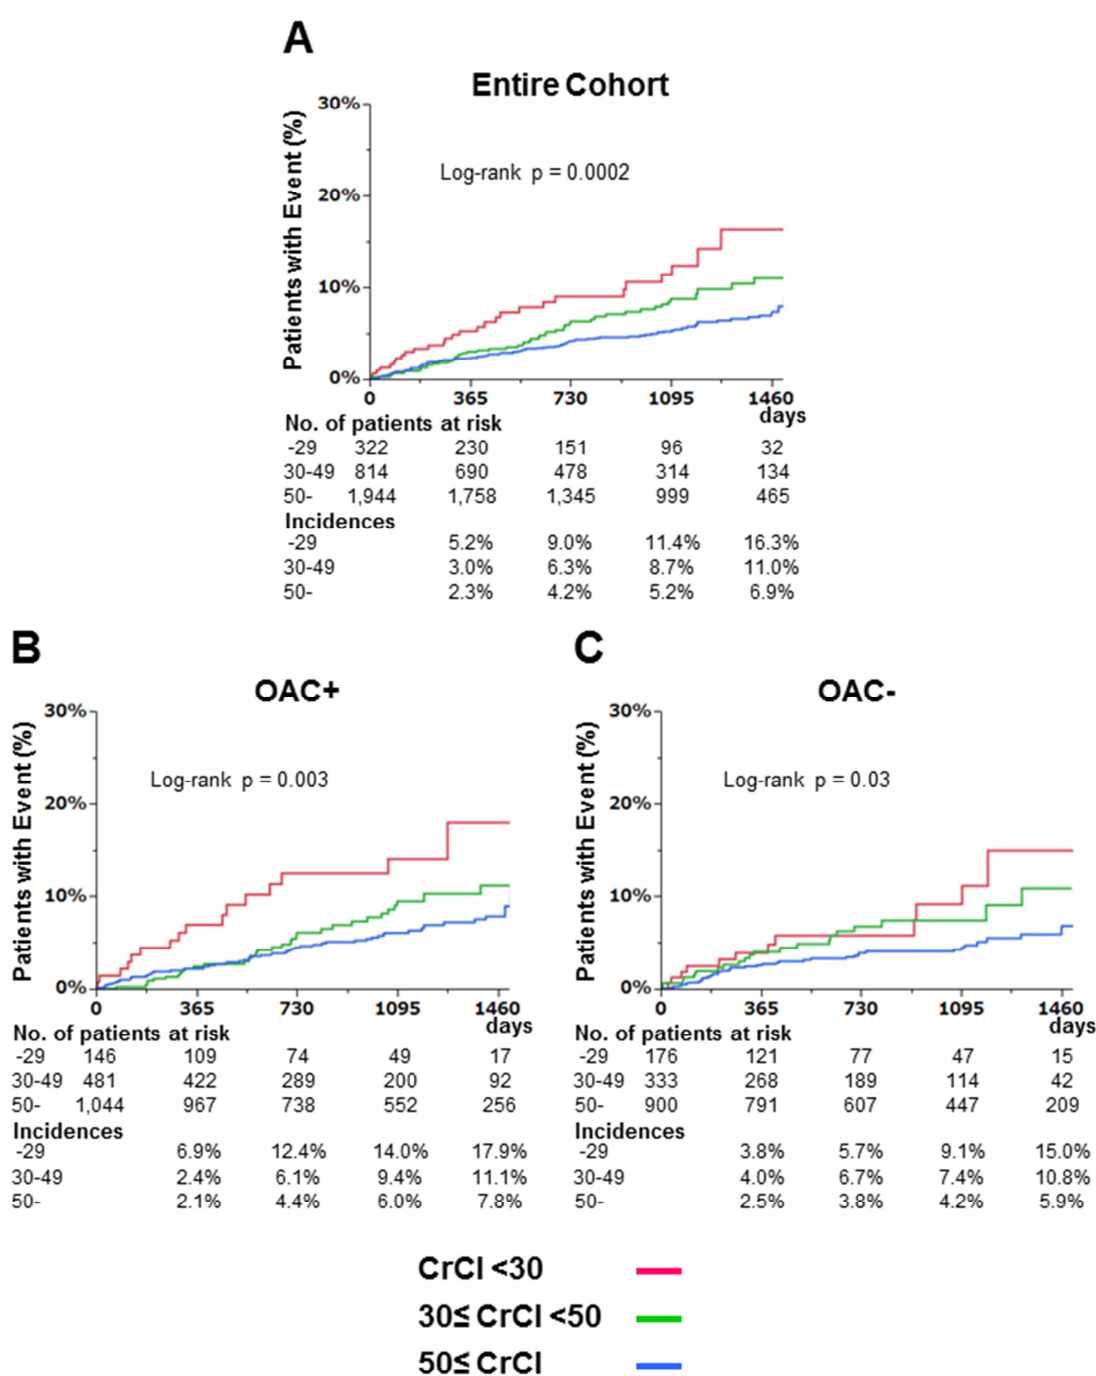 A
Entire Cohort
Patients with Event (%)
30%
20%
10%
0%
Log-rank p = 0.0002
0 365 730 1095 1460
days
No. of patients at risk
-29 322 230 151 96 32
30-49 814 690 478 314 134
50- 1,944 1,758 1,345 999 465
Incidences
-29 5.2% 9.0% 11.4% 16.3%
30-49 3.0% 6.3% 8.7% 11.0%
50- 2.3% 4.2% 5.2% 6.9%
B
OAC+
Patients with Event (%)
30%
20%
10%
0%
Log-rank p = 0.003
0 365 730 1095 1460
days
No. of patients at risk
-29 146 109 74 49 17
30-49 481 422 289 200 92
50- 1,044 967 738 552 256
Incidences
-29 6.9% 12.4% 14.0% 17.9%
30-49 2.4% 6.1% 9.4% 11.1%
50- 2.1% 4.4% 6.0% 7.8%
C
OAC-
Patients with Event (%)
30%
20%
10%
0%
Log-rank p = 0.03
0 365 730 1095 1460
days
No. of patients at risk
-29 176 121 77 47 15
30-49 333 268 189 114 42
50- 900 791 607 447 209
Incidences
-29 3.8% 5.7% 9.1% 15.0%
30-49 4.0% 6.7% 7.4% 10.8%
50- 2.5% 3.8% 4.2% 5.9%
CrCl <30
30≤ CrCl <50
50≤ CrCl